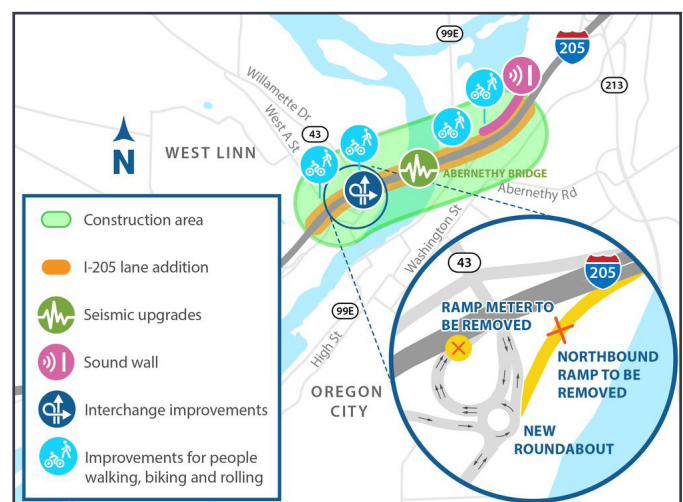 99E
205
213
Willamette Dr
West A St
43
WEST LINN
N
ABERNETHY BRIDGE
Abernethy Rd
Washington St
99E
High St
OREGON
CITY
Construction area
I-205 lane addition
Seismic upgrades
Sound wall
Interchange improvements
Improvements for people
walking, biking and rolling
43
205
RAMP METER TO
BE REMOVED
NORTHBOUND
RAMP TO BE
REMOVED
NEW
ROUNDABOUT